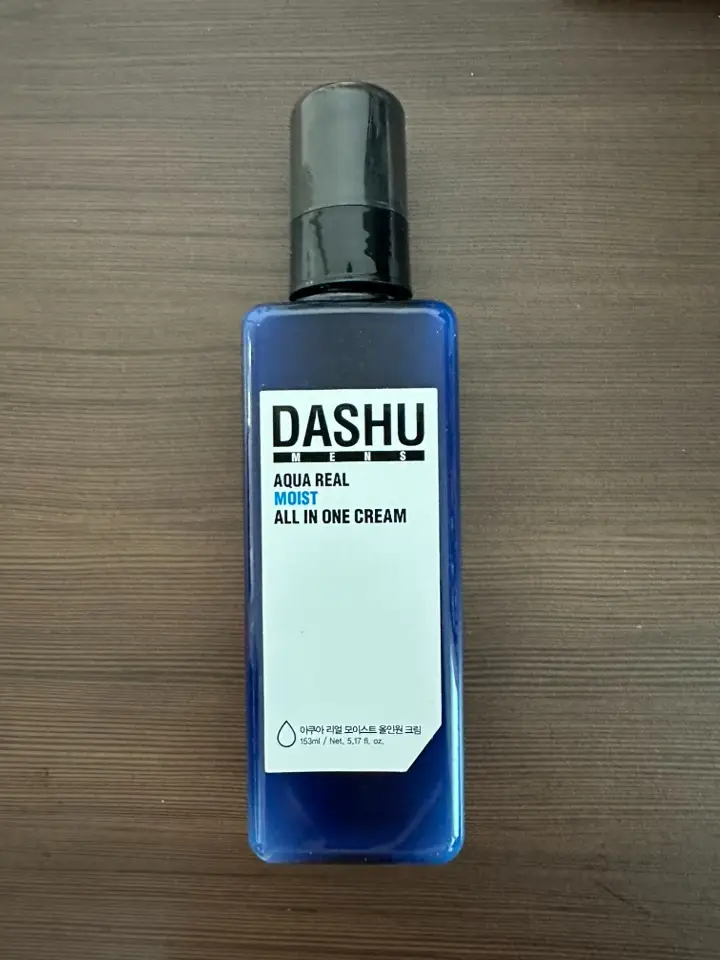 DASHU
MENS
AQUA REAL
MOIST
ALL IN ONE CREAM
아쿠아 리얼 모이스트 올인원 크림
153ml / Net. 5.17 fl. oz.